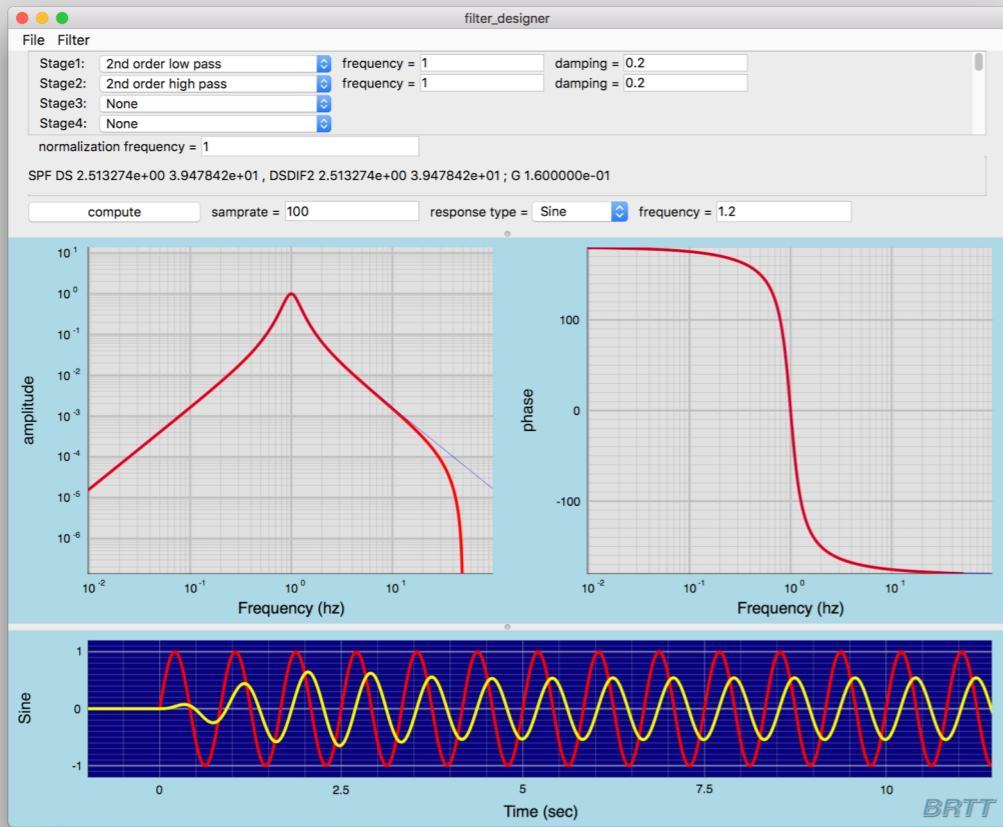 filter_designer
File Filter
Stage1: 2nd order low pass frequency = 1 damping = 0.2
Stage2: 2nd order high pass frequency = 1 damping = 0.2
Stage3: None
Stage4: None
normalization frequency = 1
SPF DS 2.513274e+00 3.947842e+01 , DSDIF2 2.513274e+00 3.947842e+01 ; G 1.600000e-01
compute samprate = 100 response type = Sine frequency = 1.2
amplitude
10^1
10^0
10^-1
10^-2
10^-3
10^-4
10^-5
10^-6
10^-2 10^-1 10^0 10^1
Frequency (hz)
phase
100
0
-100
10^-2 10^-1 10^0 10^1
Frequency (hz)
Sine
1
0
-1
0 2.5 5 7.5 10
Time (sec)
BRTT